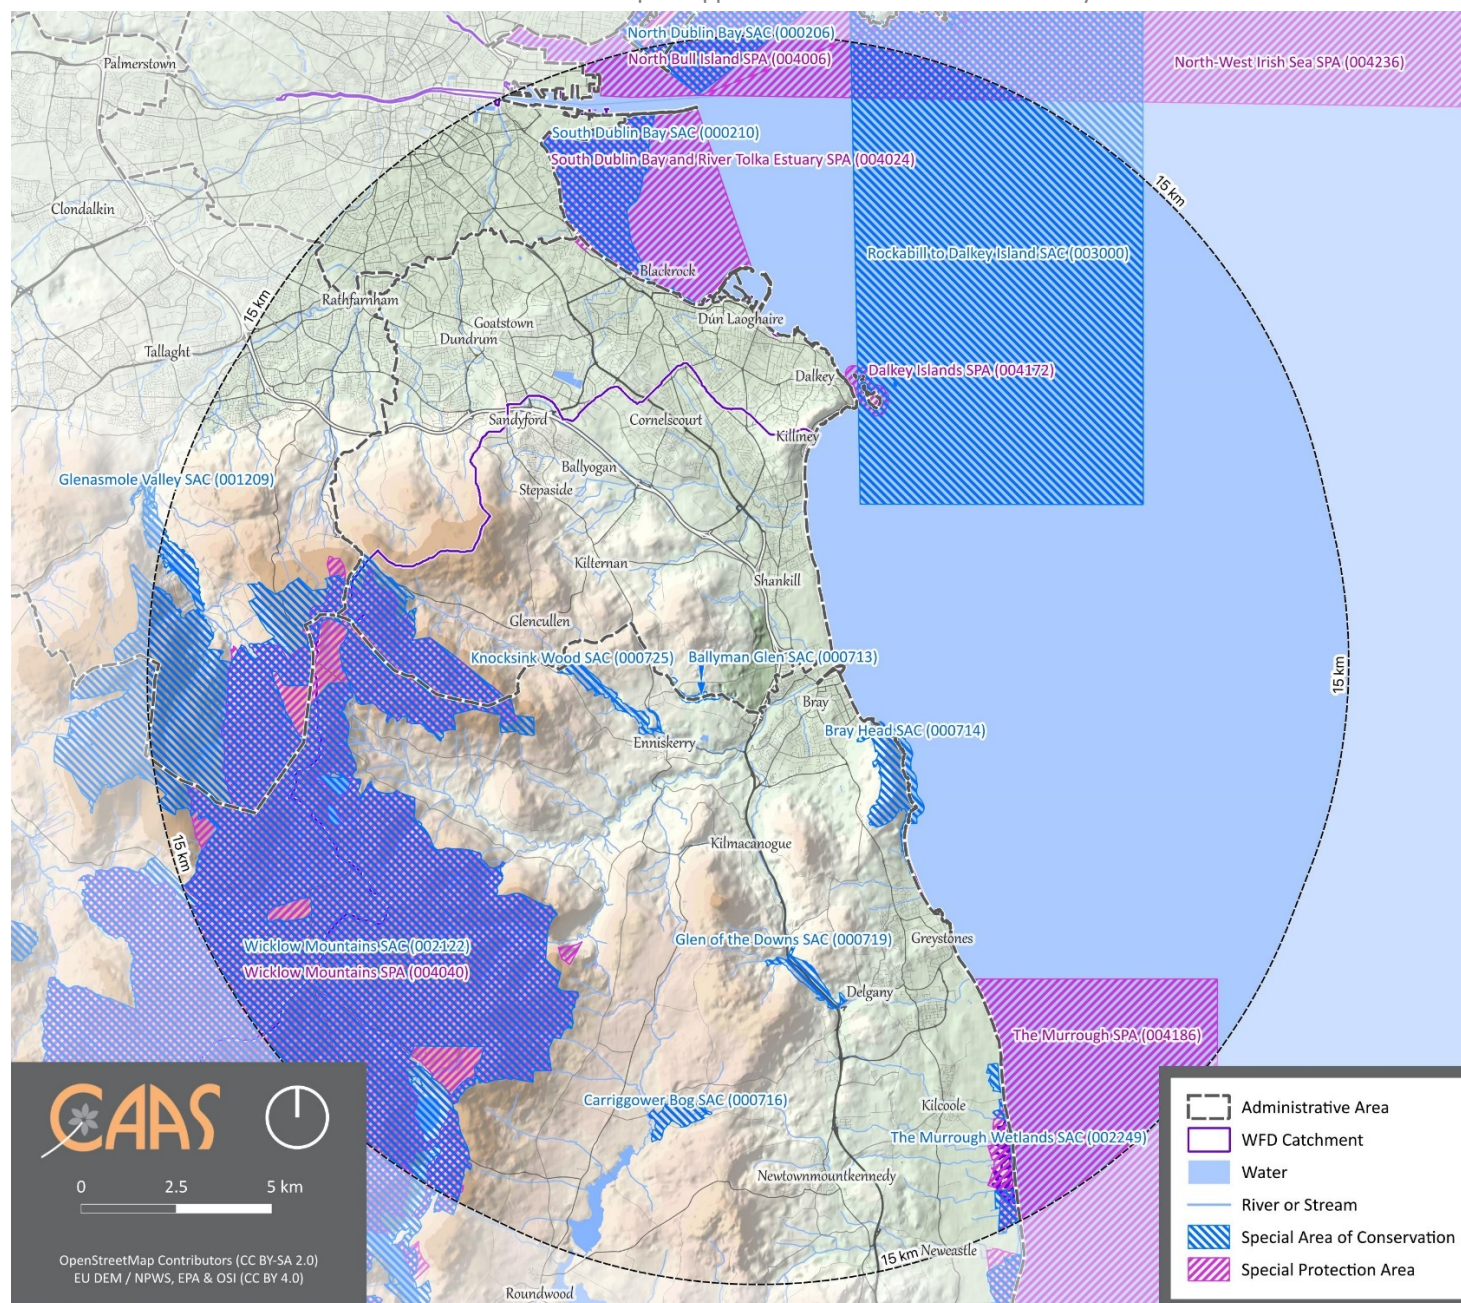 North Dublin Bay SAC (000206)
Palmerstown
North Bull Island SPA (004006)
North-West Irish Sea SPA (004236)
South Dublin Bay SAC (000210)
South Dublin Bay and River Tolka Estuary SPA (004024)
15 km
Clondalkin
Rockabill to Dalkey Island SAC (003000)
Blackrock
Rathfarnham
15 km
Dún Laoghaire
Goatstown
Dundrum
Tallaght
Dalkey
Dalkey Islands SPA (004172)
Sandyford
Cornelscourt
Killiney
Ballyogan
Glenasmole Valley SAC (001209)
Stepaside
Kilternan
Shankill
Glencullen
Knocksink Wood SAC (000725)
Ballyman Glen SAC (000713)
15 km
Bray
Bray Head SAC (000714)
Enniskerry
Kilmacanogue
15 km
Glen of the Downs SAC (000719)
Greystones
Wicklow Mountains SAC (002122)
Wicklow Mountains SPA (004040)
Delgany
The Murrough SPA (004186)
Carriggower Bog SAC (000716)
Kilcoole
The Murrough Wetlands SAC (002249)
Newtownmountkennedy
15 km
Newcastle
Roundwood
CAAS
0 2.5 5 km
OpenStreetMap Contributors (CC BY-SA 2.0)
EU DEM / NPWS, EPA & OSI (CC BY 4.0)
Administrative Area
WFD Catchment
Water
River or Stream
Special Area of Conservation
Special Protection Area